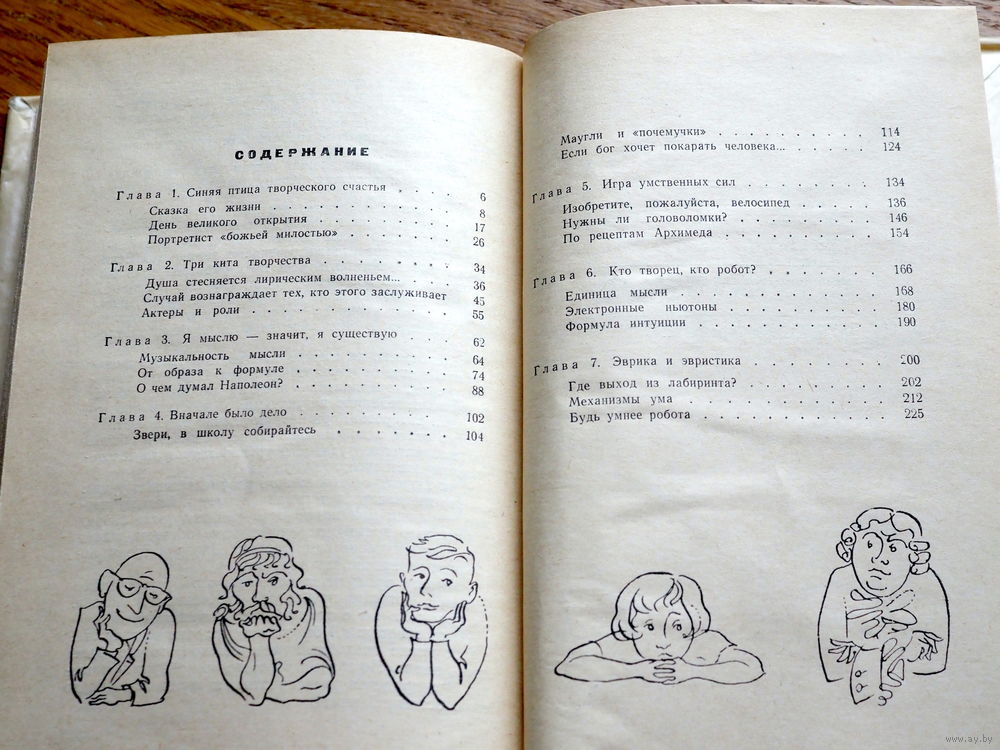 СОДЕРЖАНИЕ
Глава 1. Синяя птица творческого счастья . . . . 6
Сказка его жизни . . . . . . . . . . 8
День великого открытия . . . . . . . . 17
Портретист «божьей милостью» . . . . . . 26
Глава 2. Три кита творчества . . . . . . . 34
Душа стесняется лирическим волненьем... . . . . 36
Случай вознаграждает тех, кто этого заслуживает 45
Актеры и роли . . . . . . . . . . . 55
Глава 3. Я мыслю — значит, я существую . . . 62
Музыкальность мысли . . . . . . . . . 64
От образа к формуле . . . . . . . . . 74
О чем думал Наполеон? . . . . . . . . . 88
Глава 4. Вначале было дело . . . . . . . . 102
Звери, в школу собирайтесь . . . . . . . 104
Маугли и «почемучки» . . . . . . . . . 114
Если бог хочет покарать человека... . . . . . 124
Глава 5. Игра умственных сил . . . . . . . 134
Изобретите, пожалуйста, велосипед . . . . . 136
Нужны ли головоломки? . . . . . . . . . 146
По рецептам Архимеда . . . . . . . . . 154
Глава 6. Кто творец, кто робот? . . . . . . . 166
Единица мысли . . . . . . . . . . . 168
Электронные ньютоны . . . . . . . . . 180
Формула интуиции . . . . . . . . . . 190
Глава 7. Эврика и эвристика . . . . . . . . 200
Где выход из лабиринта? . . . . . . . . 202
Механизмы ума . . . . . . . . . . . 212
Будь умнее робота . . . . . . . . . . 225
www.ay.by